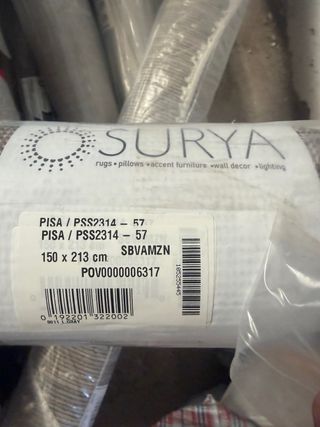 SURYA
rugs • pillows • accent furniture • wall decor • lighting
PISA / PSS2314 - 57
PISA / PSS2314 - 57
SBVAMZN
150 x 213 cm
POV0000006317
0 192201 322002